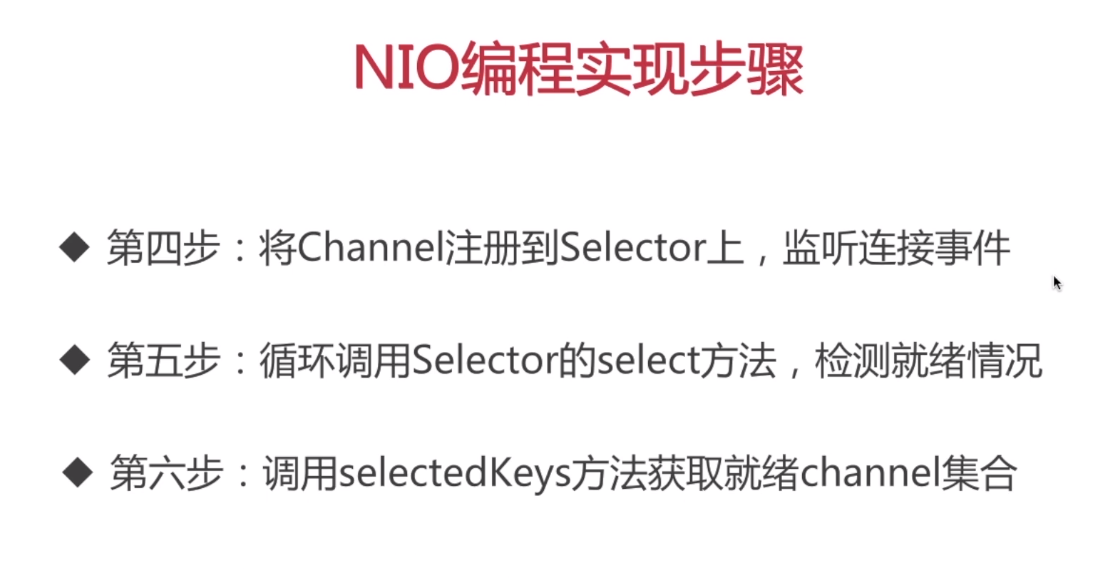 NIO编程实现步骤
◆ 第四步：将Channel注册到Selector上，监听连接事件
◆ 第五步：循环调用Selector的select方法，检测就绪情况
◆ 第六步：调用selectedKeys方法获取就绪channel集合